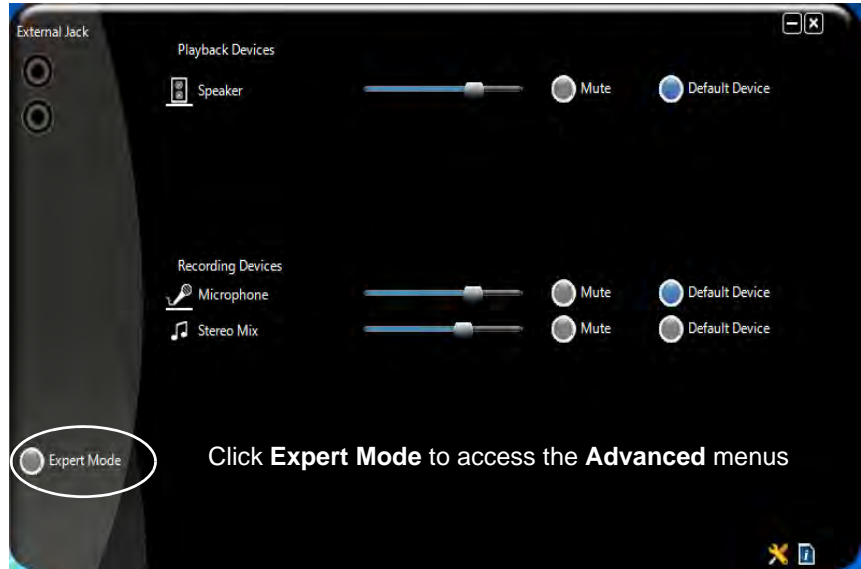 External Jack
Playback Devices
Speaker Mute Default Device
Recording Devices
Microphone Mute Default Device
Stereo Mix Mute Default Device
Expert Mode Click Expert Mode to access the Advanced menus